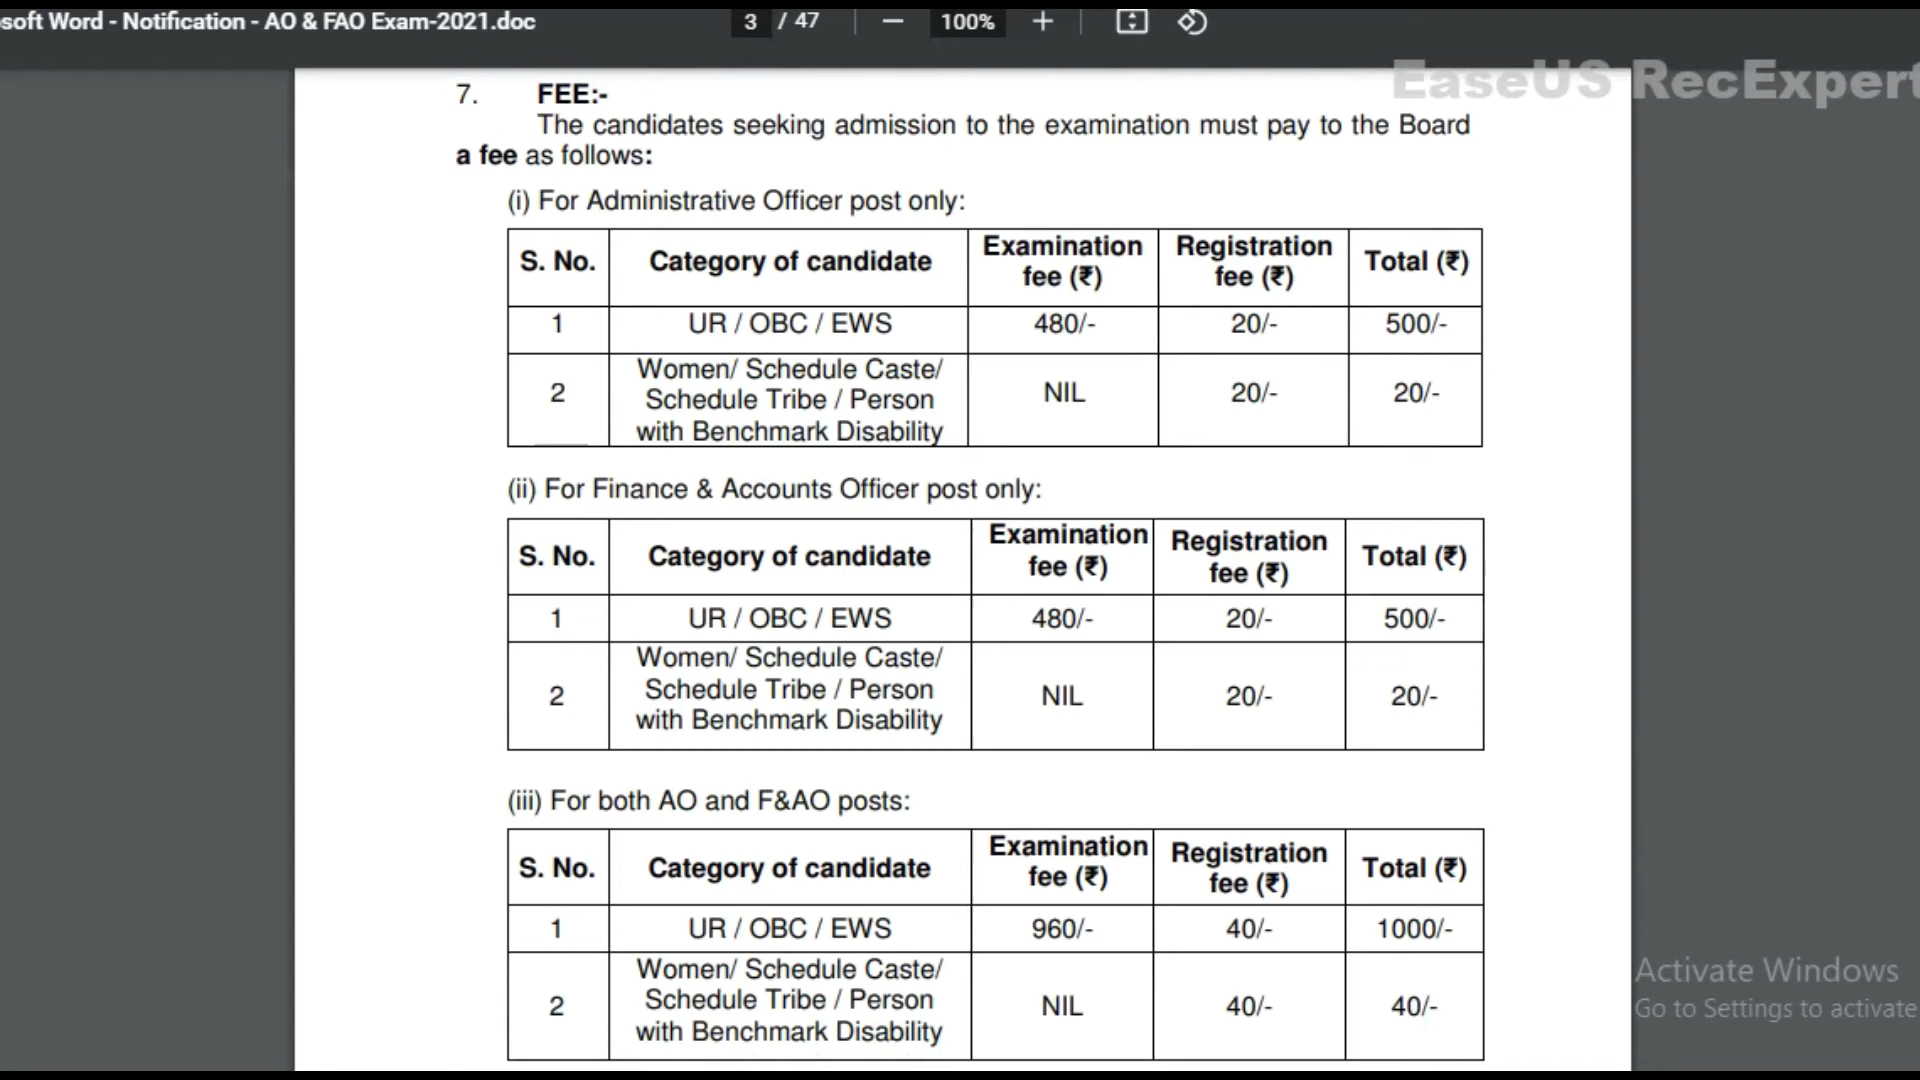 soft Word - Notification - AO & FAO Exam-2021.doc
3 / 47
100%
EaseUS RecExpert
7. FEE:-
The candidates seeking admission to the examination must pay to the Board
a fee as follows:
(i) For Administrative Officer post only:
S. No. Category of candidate Examination fee (₹) Registration fee (₹) Total (₹)
1 UR / OBC / EWS 480/- 20/- 500/-
2 Women/ Schedule Caste/ Schedule Tribe / Person with Benchmark Disability NIL 20/- 20/-
(ii) For Finance & Accounts Officer post only:
S. No. Category of candidate Examination fee (₹) Registration fee (₹) Total (₹)
1 UR / OBC / EWS 480/- 20/- 500/-
2 Women/ Schedule Caste/ Schedule Tribe / Person with Benchmark Disability NIL 20/- 20/-
(iii) For both AO and F&AO posts:
S. No. Category of candidate Examination fee (₹) Registration fee (₹) Total (₹)
1 UR / OBC / EWS 960/- 40/- 1000/-
2 Women/ Schedule Caste/ Schedule Tribe / Person with Benchmark Disability NIL 40/- 40/-
Activate Windows
Go to Settings to activate